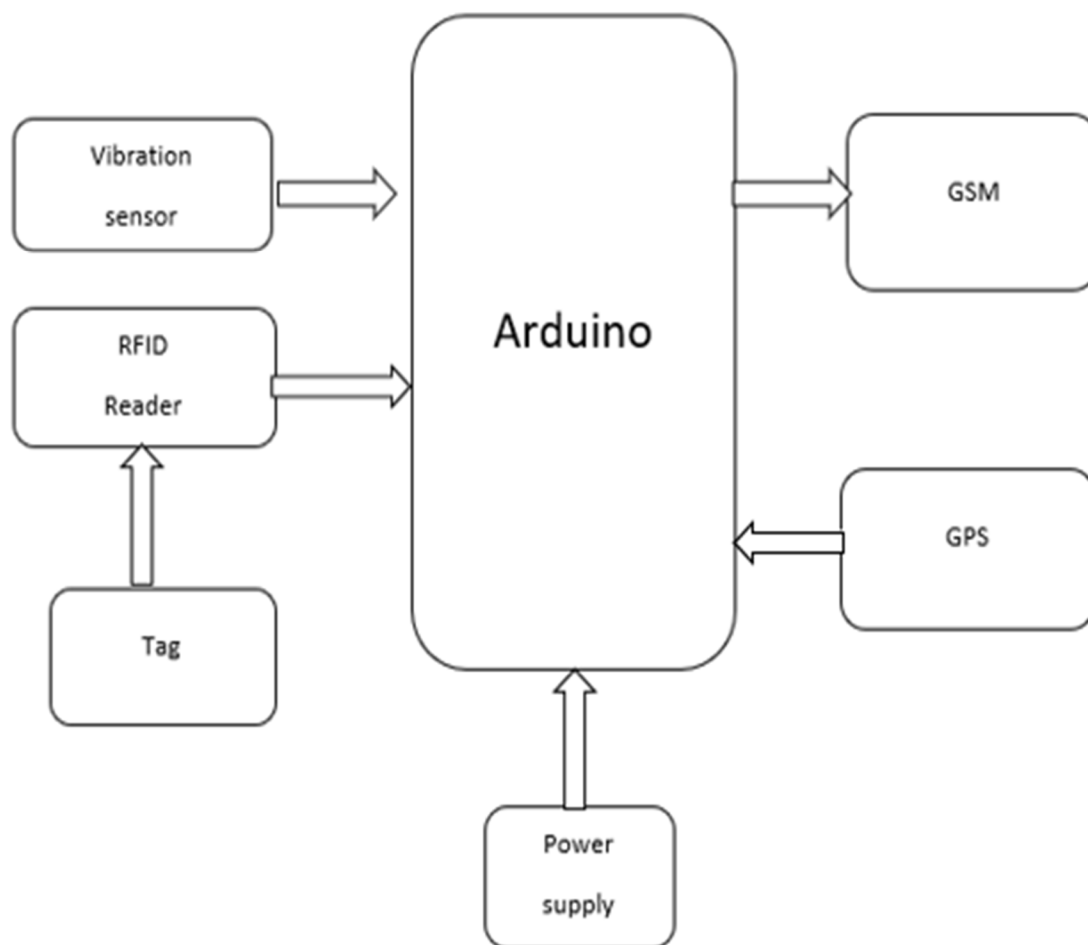 Vibration
sensor
RFID
Reader
Tag
Arduino
GSM
GPS
Power
supply